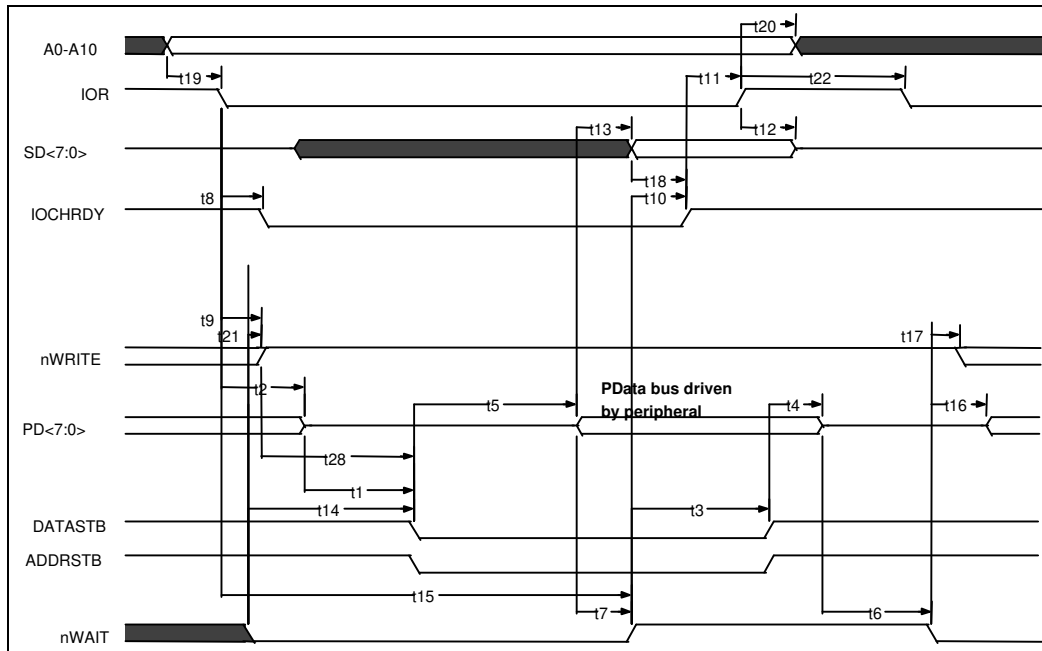 t20
A0-A10
t19
t11
t22
IOR
t13
t12
SD<7:0>
t18
t8
t10
IOCHRDY
t9
t21
t17
nWRITE
t2
PData bus driven
by peripheral
t5
t4
t16
PD<7:0>
t28
t1
t14
t3
DATASTB
ADDRSTB
t15
t7
t6
nWAIT